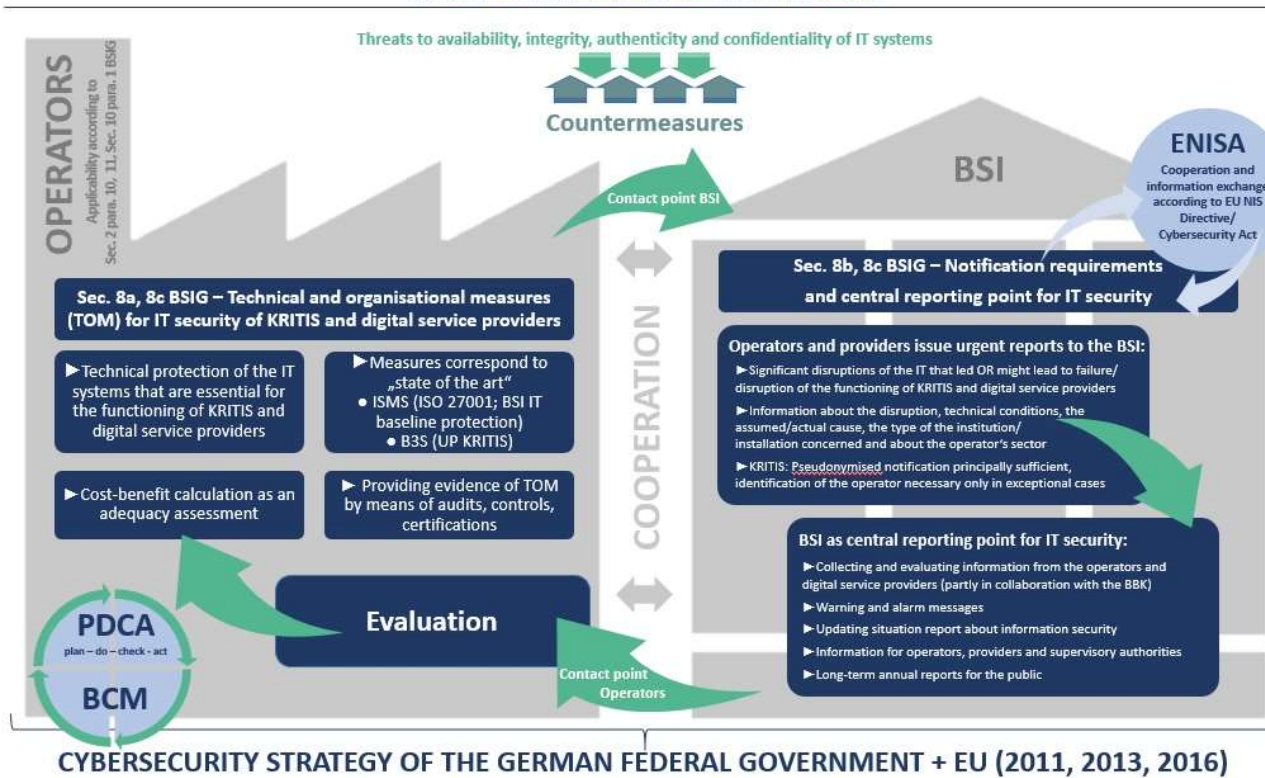 Threats to availability, integrity, authenticity and confidentiality of IT systems
Countermeasures
OPERATORS
Applicability according to
Sec. 2 para. 10, 11, Sec. 10 para. 1 BSIG
Contact point BSI
BSI
ENISA
Cooperation and
information exchange
according to EU NIS
Directive/
Cybersecurity Act
Sec. 8a, 8c BSIG – Technical and organisational measures
(TOM) for IT security of KRITIS and digital service providers
►Technical protection of the IT
systems that are essential for
the functioning of KRITIS and
digital service providers
►Measures correspond to
„state of the art“
● ISMS (ISO 27001; BSI IT
baseline protection)
● B3S (UP KRITIS)
►Cost-benefit calculation as an
adequacy assessment
► Providing evidence of TOM
by means of audits, controls,
certifications
Evaluation
PDCA
plan – do – check - act
BCM
COOPERATION
Sec. 8b, 8c BSIG – Notification requirements
and central reporting point for IT security
Operators and providers issue urgent reports to the BSI:
►Significant disruptions of the IT that led OR might lead to failure/
disruption of the functioning of KRITIS and digital service providers
►Information about the disruption, technical conditions, the
assumed/actual cause, the type of the institution/
installation concerned and about the operator's sector
►KRITIS: Pseudonymised notification principally sufficient,
identification of the operator necessary only in exceptional cases
BSI as central reporting point for IT security:
►Collecting and evaluating information from the operators and
digital service providers (partly in collaboration with the BBK)
►Warning and alarm messages
►Updating situation report about information security
►Information for operators, providers and supervisory authorities
►Long-term annual reports for the public
Contact point
Operators
CYBERSECURITY STRATEGY OF THE GERMAN FEDERAL GOVERNMENT + EU (2011, 2013, 2016)